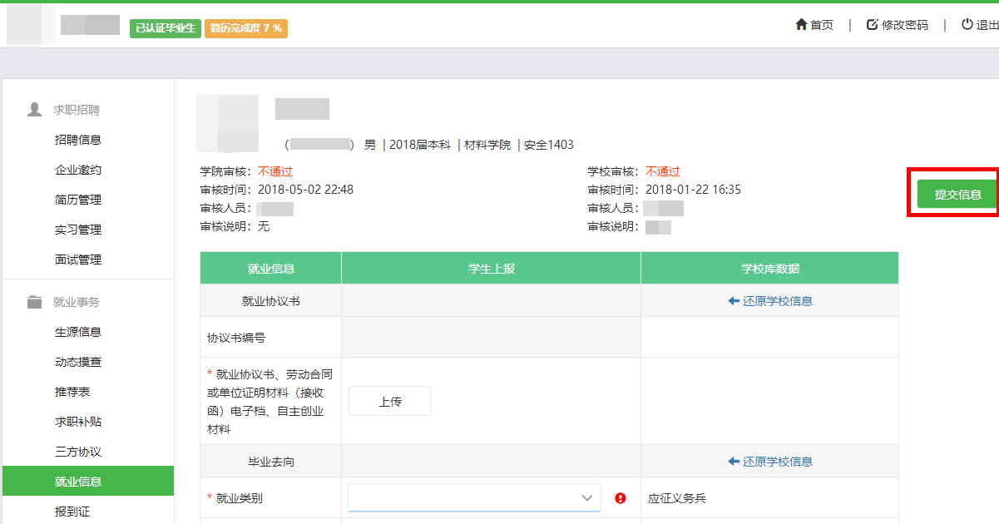 已认证毕业生 简历完成度 7 % 首页 | 修改密码 | 退出
求职招聘
招聘信息
企业邀约
简历管理
实习管理
面试管理
就业事务
生源信息
动态摸查
推荐表
求职补贴
三方协议
就业信息
报到证
（ ） 男 | 2018届本科 | 材料学院 | 安全1403
学院审核：不通过
审核时间：2018-05-02 22:48
审核人员：
审核说明：无
学校审核：不通过
审核时间：2018-01-22 16:35
审核人员：
审核说明：
提交信息
就业信息 学生上报 学校库数据
就业协议书 还原学校信息
协议书编号
* 就业协议书、劳动合同
或单位证明材料（接收
函）电子档、自主创业
材料
上传
毕业去向 还原学校信息
* 就业类别 应征义务兵